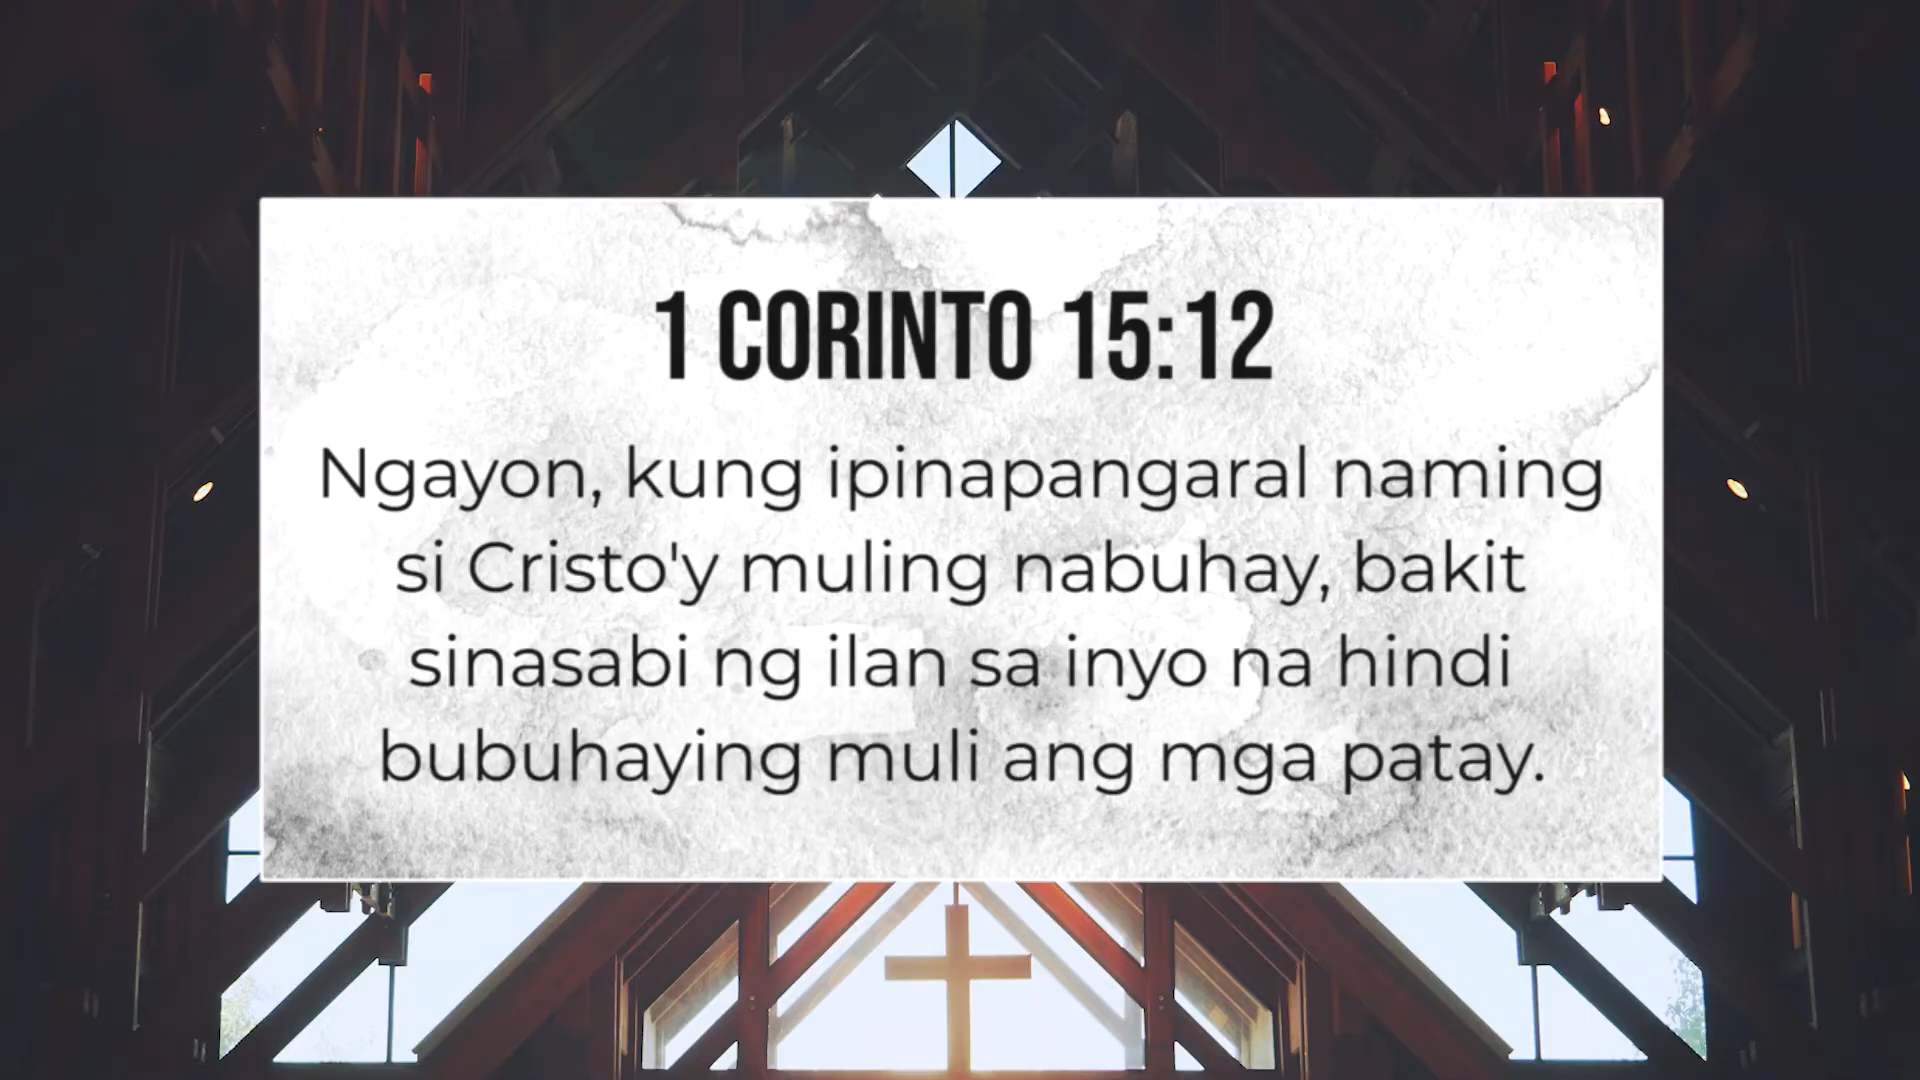 1 CORINTO 15:12
Ngayon, kung ipinapangaral naming
si Cristo'y muling nabuhay, bakit
sinasabi ng ilan sa inyo na hindi
bubuhaying muli ang mga patay.